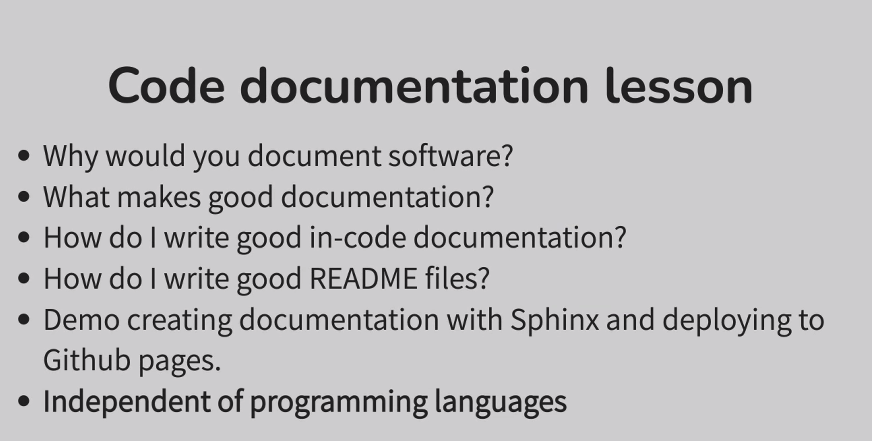 Code documentation lesson
Why would you document software?
What makes good documentation?
How do I write good in-code documentation?
How do I write good README files?
Demo creating documentation with Sphinx and deploying to
Github pages.
Independent of programming languages